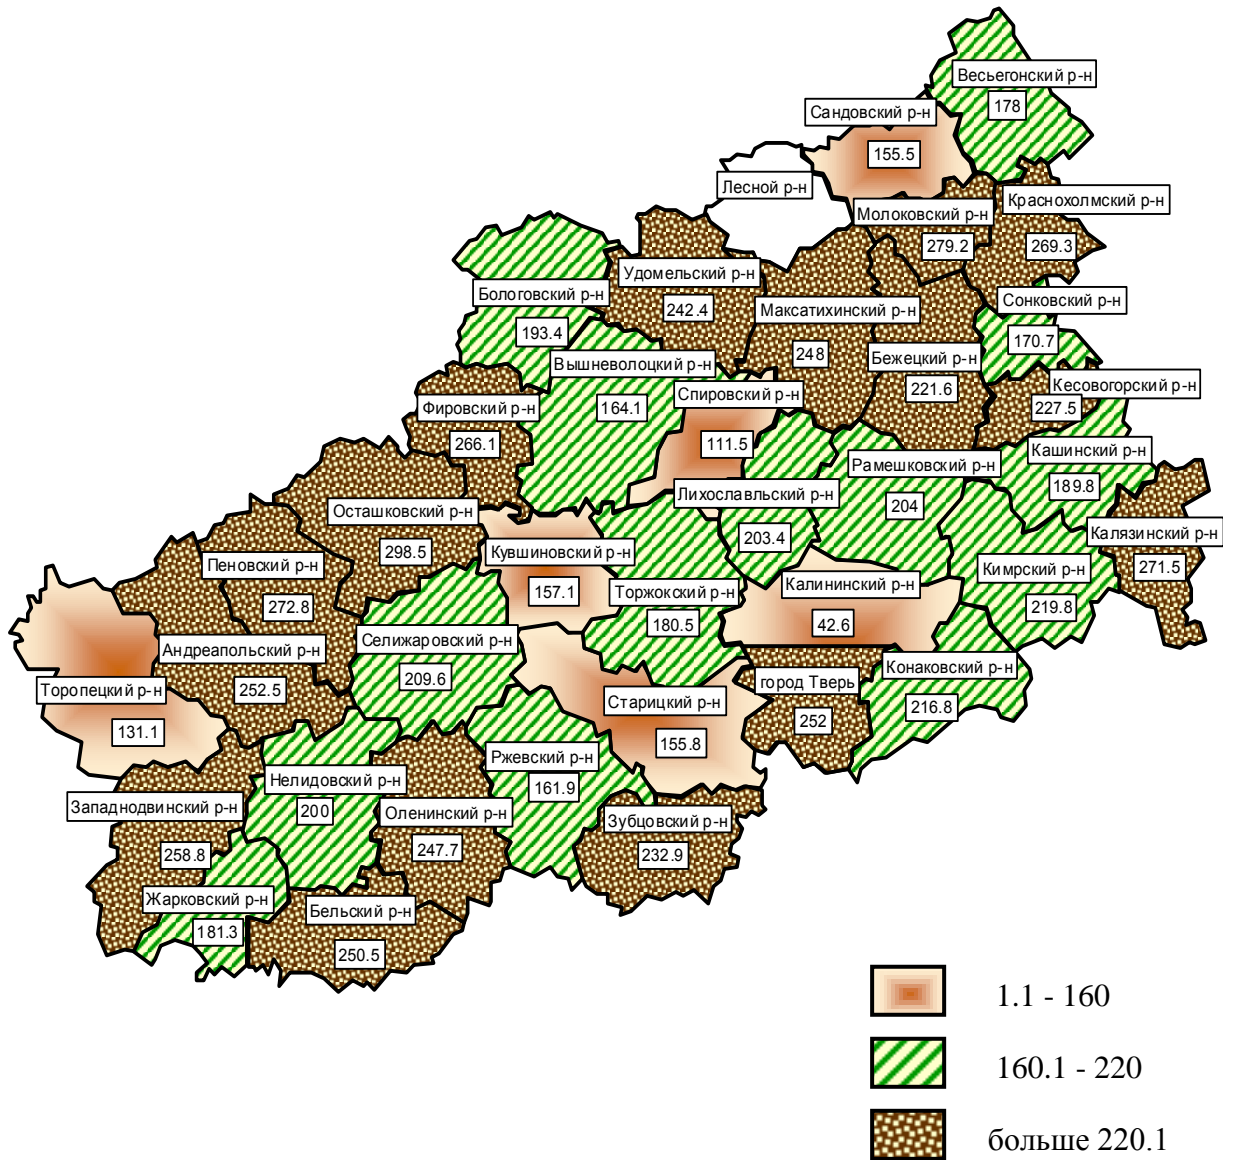 Весьегонский р-н
178
Сандовский р-н
155.5
Лесной р-н
Краснохолмский р-н
269.3
Молоковский р-н
279.2
Удомельский р-н
242.4
Бологовский р-н
193.4
Максатихинский р-н
248
Сонковский р-н
170.7
Бежецкий р-н
221.6
Вышневолоцкий р-н
164.1
Спировский р-н
111.5
Кесовогорский р-н
227.5
Фировский р-н
266.1
Кашинский р-н
189.8
Рамешковский р-н
204
Лихославльский р-н
203.4
Осташковский р-н
298.5
Калязинский р-н
271.5
Кувшиновский р-н
157.1
Пеновский р-н
272.8
Кимрский р-н
219.8
Калининский р-н
42.6
Торжокский р-н
180.5
Селижаровский р-н
209.6
Андреапольский р-н
252.5
Конаковский р-н
216.8
город Тверь
252
Торопецкий р-н
131.1
Старицкий р-н
155.8
Ржевский р-н
161.9
Нелидовский р-н
200
Западнодвинский р-н
258.8
Оленинский р-н
247.7
Зубцовский р-н
232.9
Жарковский р-н
181.3
Бельский р-н
250.5
1.1 - 160
160.1 - 220
больше 220.1